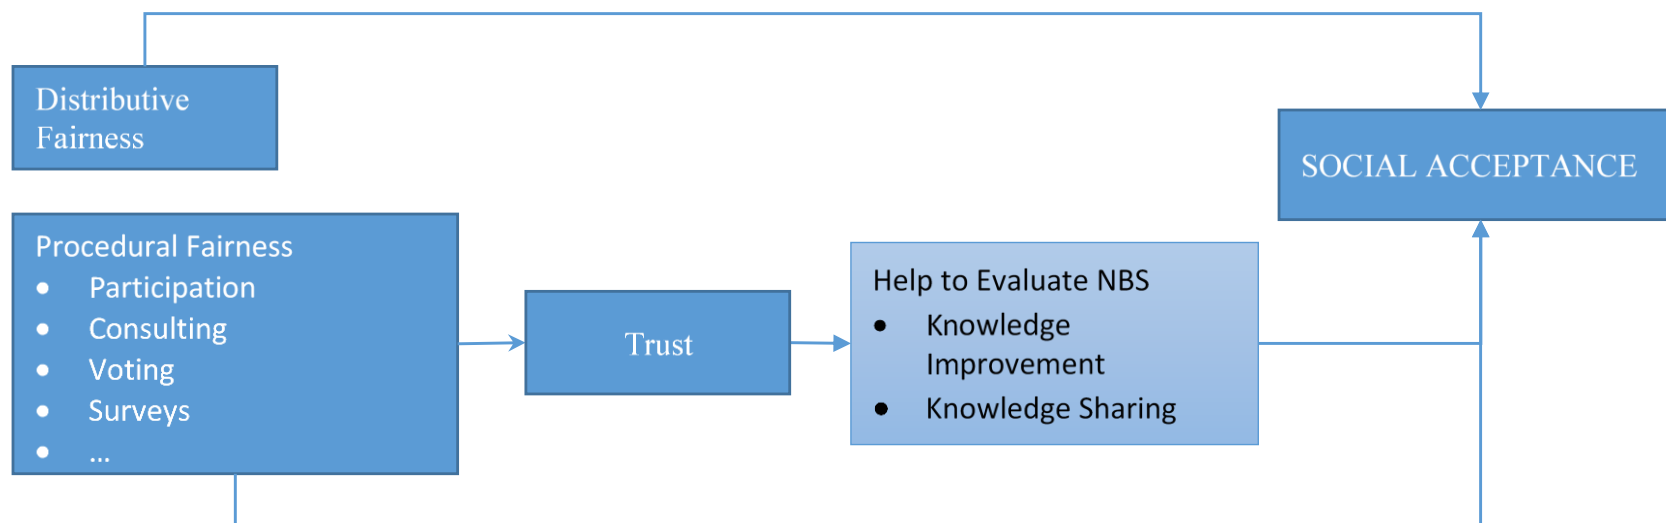 Distributive
Fairness
SOCIAL ACCEPTANCE
Procedural Fairness
• Participation
• Consulting
• Voting
• Surveys
• ...
Trust
Help to Evaluate NBS
• Knowledge
Improvement
• Knowledge Sharing